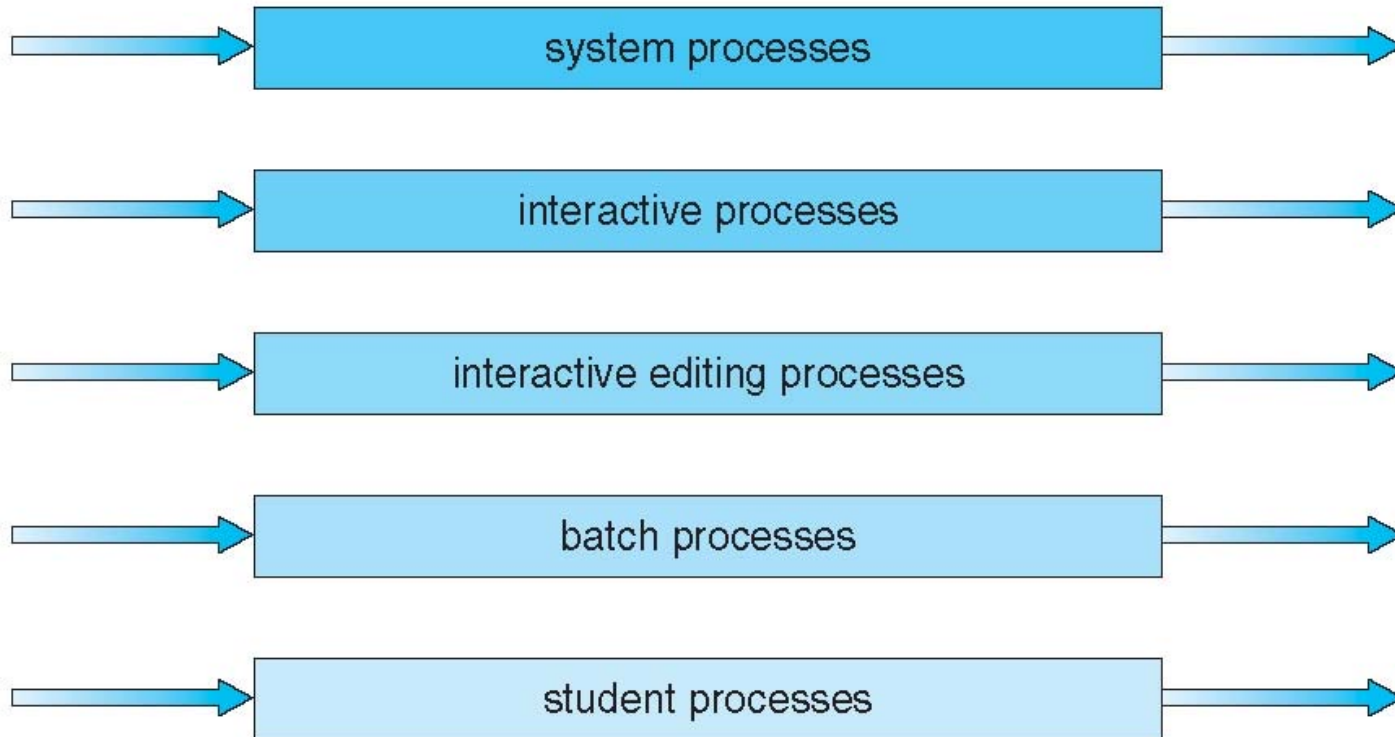 system processes
interactive processes
interactive editing processes
batch processes
student processes